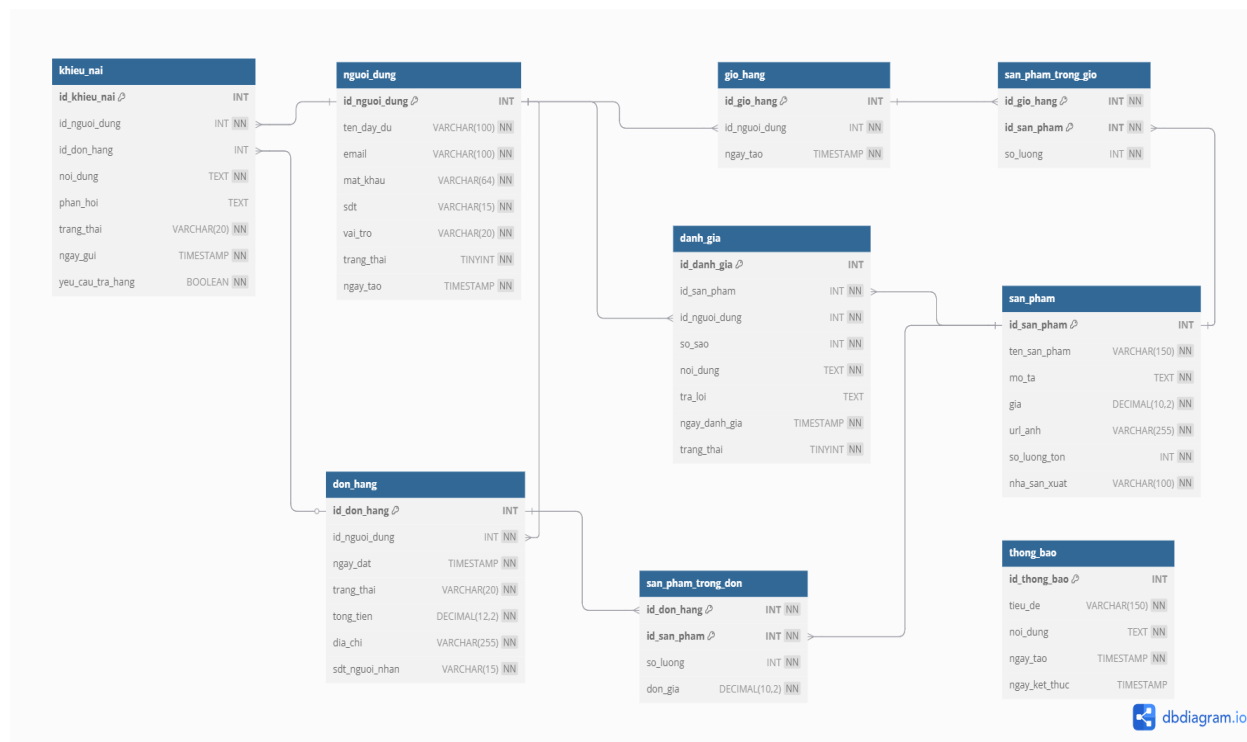 khieu_nai
id_khieu_nai INT
id_nguoi_dung INT NN
id_don_hang INT
noi_dung TEXT NN
phan_hoi TEXT
trang_thai VARCHAR(20) NN
ngay_gui TIMESTAMP NN
yeu_cau_tra_hang BOOLEAN NN
nguoi_dung
id_nguoi_dung INT
ten_day_du VARCHAR(100) NN
email VARCHAR(100) NN
mat_khau VARCHAR(64) NN
sdt VARCHAR(15) NN
vai_tro VARCHAR(20) NN
trang_thai TINYINT NN
ngay_tao TIMESTAMP NN
gio_hang
id_gio_hang INT
id_nguoi_dung INT NN
ngay_tao TIMESTAMP NN
san_pham_trong_gio
id_gio_hang INT NN
id_san_pham INT NN
so_luong INT NN
danh_gia
id_danh_gia INT
id_san_pham INT NN
id_nguoi_dung INT NN
so_sao INT NN
noi_dung TEXT NN
tra_loi TEXT
ngay_danh_gia TIMESTAMP NN
trang_thai TINYINT NN
san_pham
id_san_pham INT
ten_san_pham VARCHAR(150) NN
mo_ta TEXT NN
gia DECIMAL(10,2) NN
url_anh VARCHAR(255) NN
so_luong_ton INT NN
nha_san_xuat VARCHAR(100) NN
don_hang
id_don_hang INT
id_nguoi_dung INT NN
ngay_dat TIMESTAMP NN
trang_thai VARCHAR(20) NN
tong_tien DECIMAL(12,2) NN
dia_chi VARCHAR(255) NN
sdt_nguoi_nhan VARCHAR(15) NN
san_pham_trong_don
id_don_hang INT NN
id_san_pham INT NN
so_luong INT NN
don_gia DECIMAL(10,2) NN
thong_bao
id_thong_bao INT
tieu_de VARCHAR(150) NN
noi_dung TEXT NN
ngay_tao TIMESTAMP NN
ngay_ket_thuc TIMESTAMP
dbdiagram.io